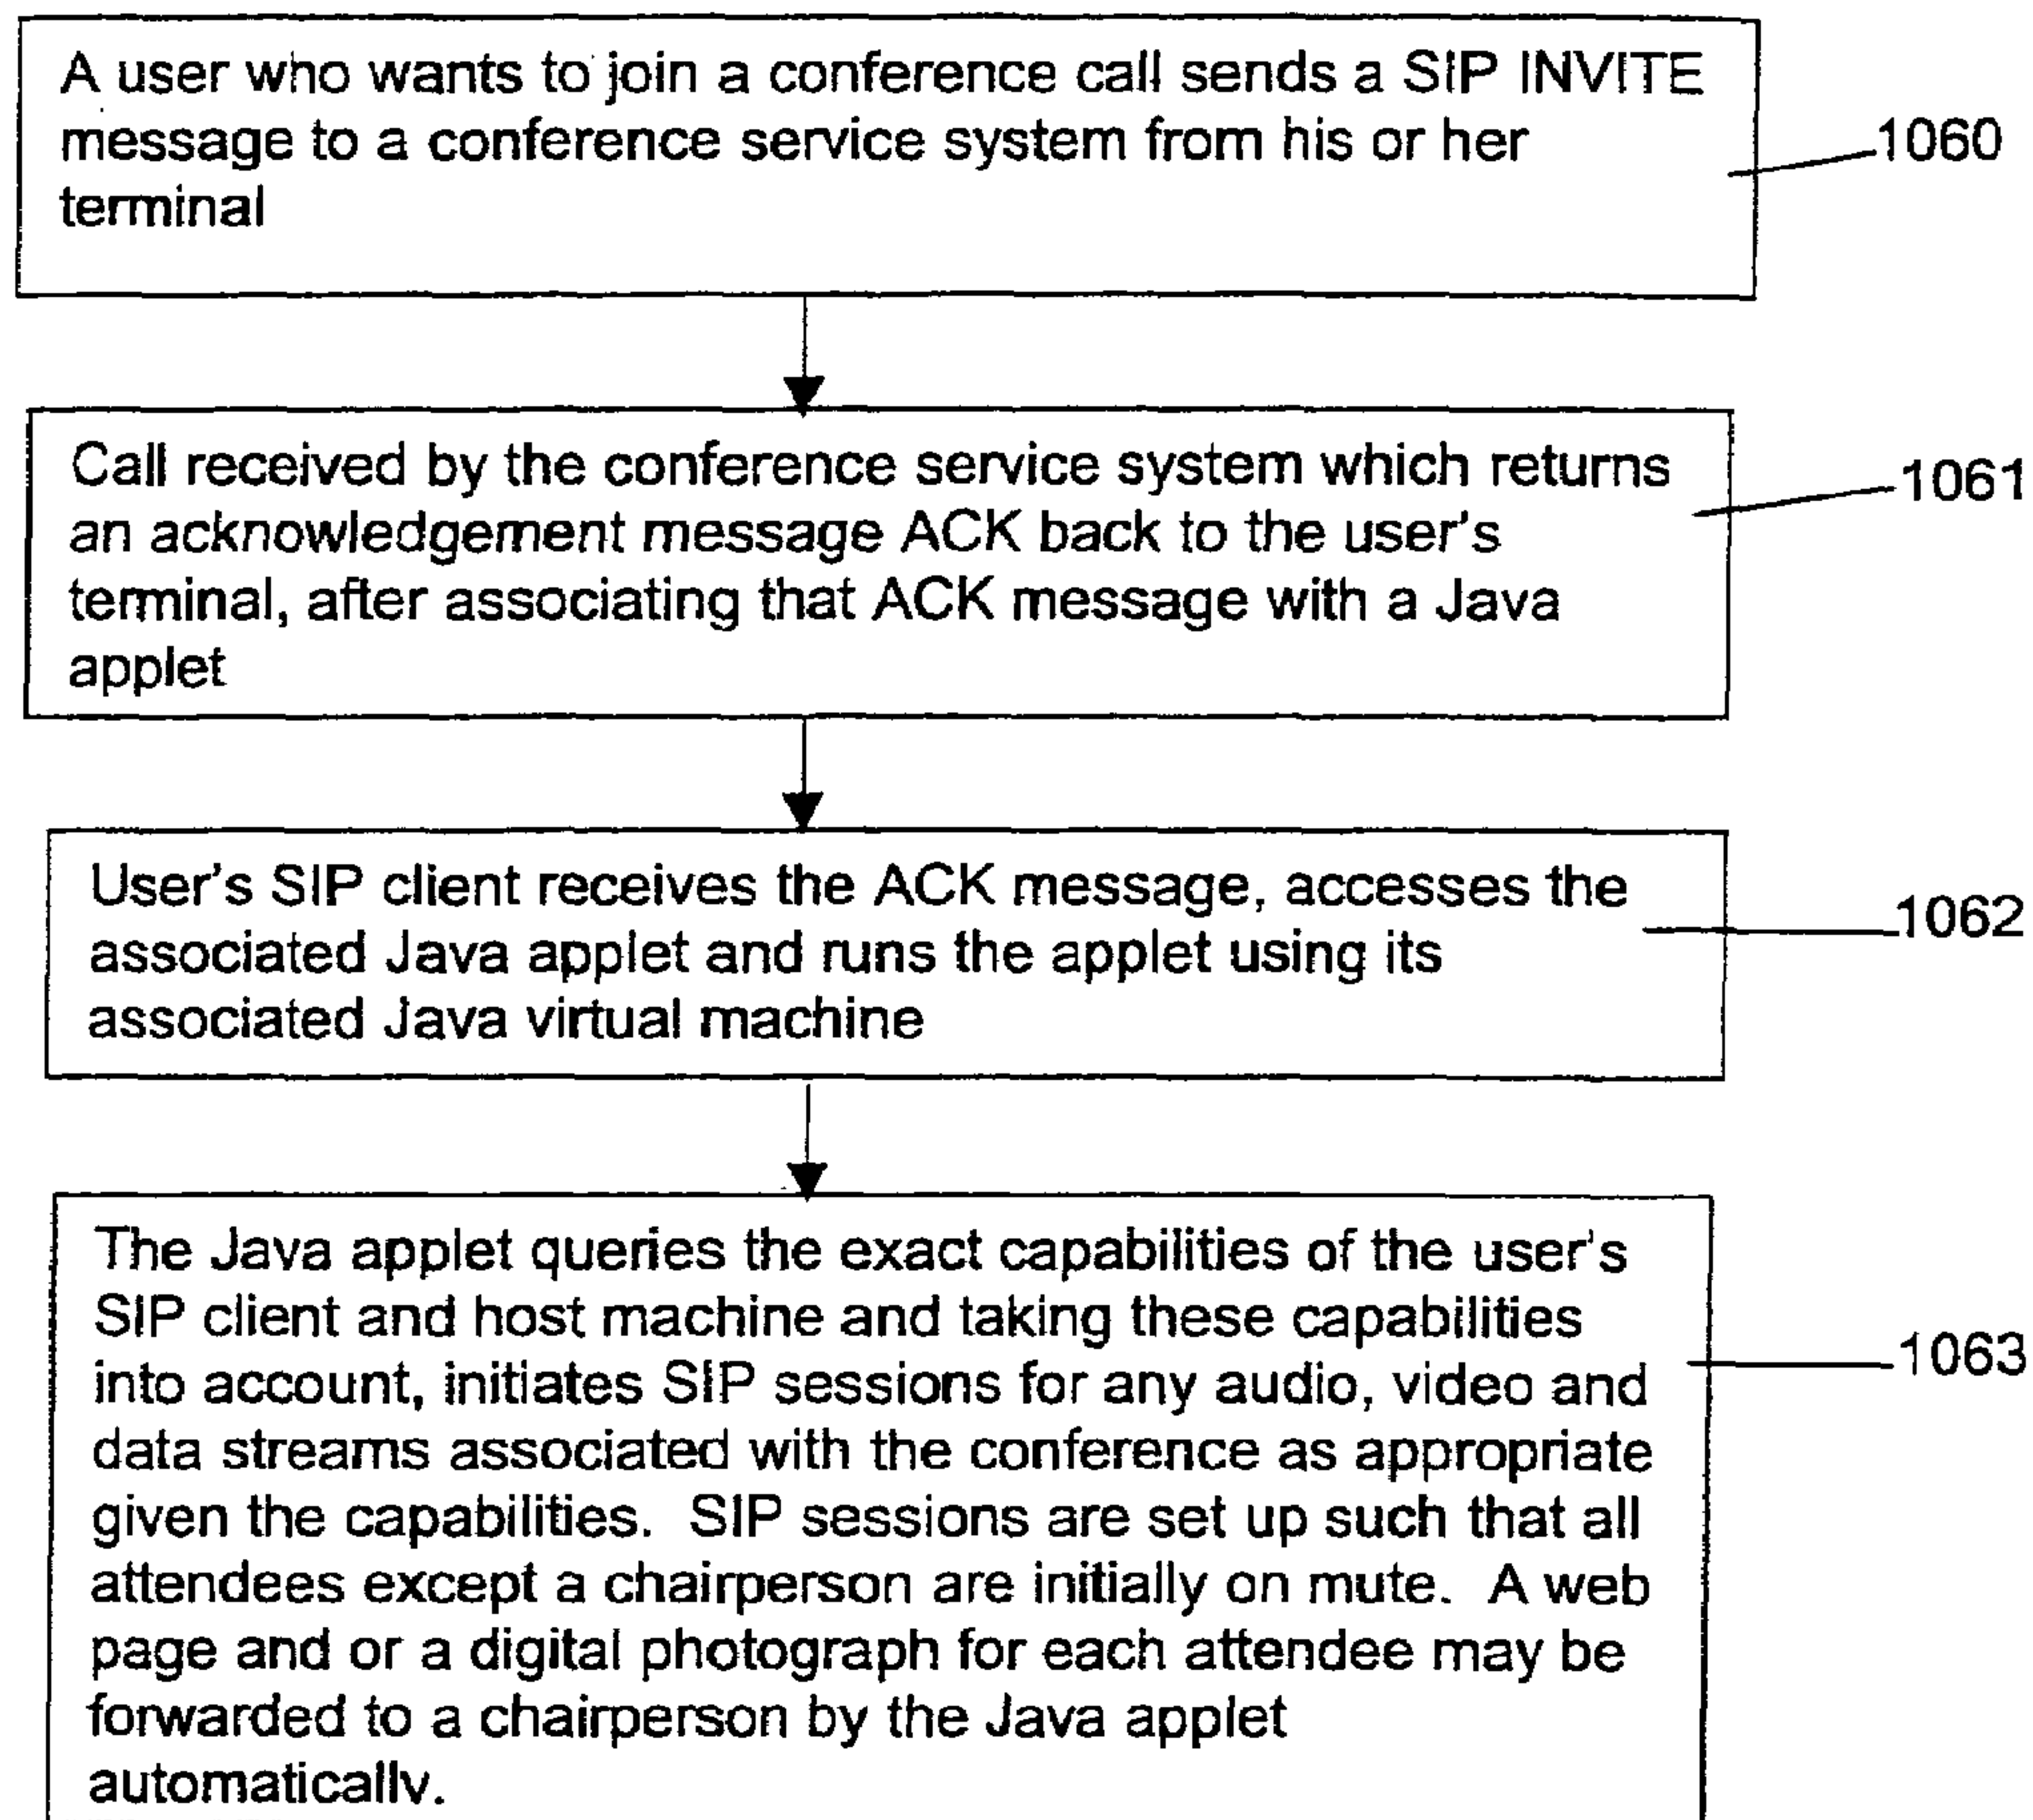 A user who wants to join a conference call sends a SIP INVITE
message to a conference service system from his or her
terminal
1060
Call received by the conference service system which returns
an acknowledgement message ACK back to the user's
terminal, after associating that ACK message with a Java
applet
1061
User's SIP client receives the ACK message, accesses the
associated Java applet and runs the applet using its
associated Java virtual machine
1062
The Java applet queries the exact capabilities of the user's
SIP client and host machine and taking these capabilities
into account, initiates SIP sessions for any audio, video and
data streams associated with the conference as appropriate
given the capabilities.  SIP sessions are set up such that all
attendees except a chairperson are initially on mute.  A web
page and or a digital photograph for each attendee may be
forwarded to a chairperson by the Java applet
automatically.
1063